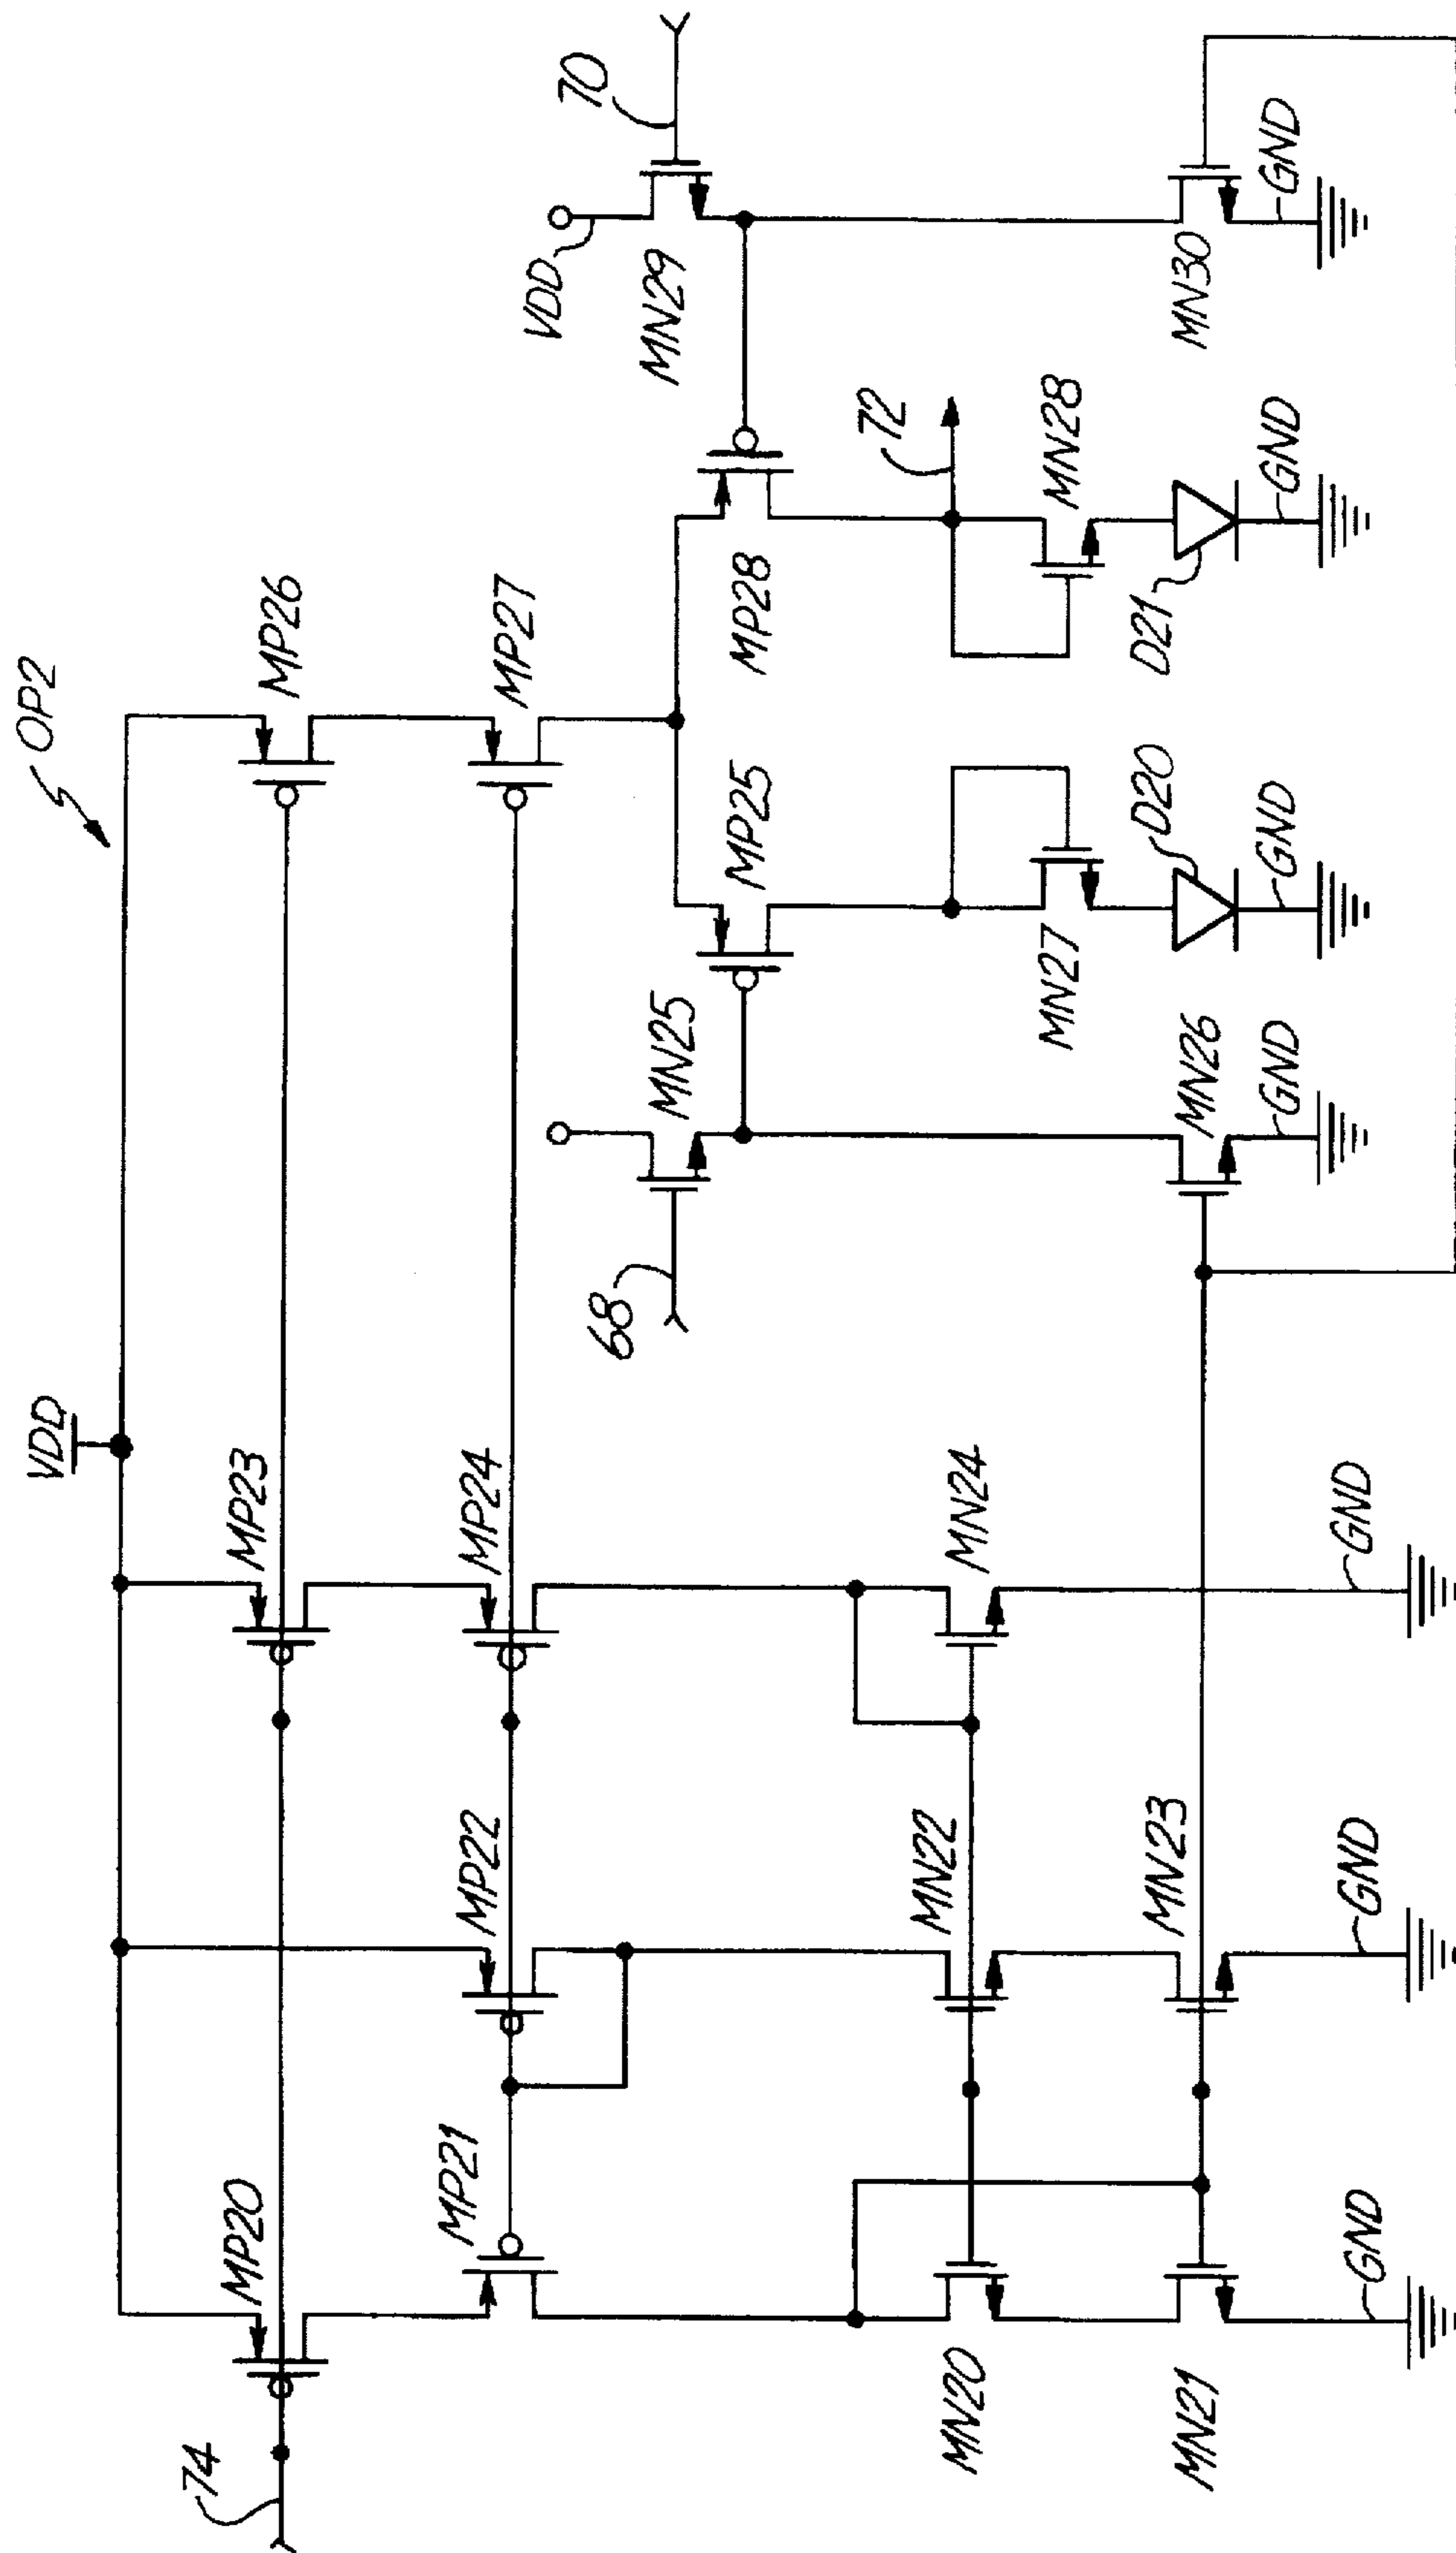 OP2
VDD
74
MP20
MP23
MP26
MP21
MP22
MP24
MP27
68
MN25
VDD
70
MN29
MP25
MP28
72
MN20
MN22
MN24
MN27
MN28
D20
D21
MN21
MN23
MN26
MN30
GND
GND
GND
GND
GND
GND
GND